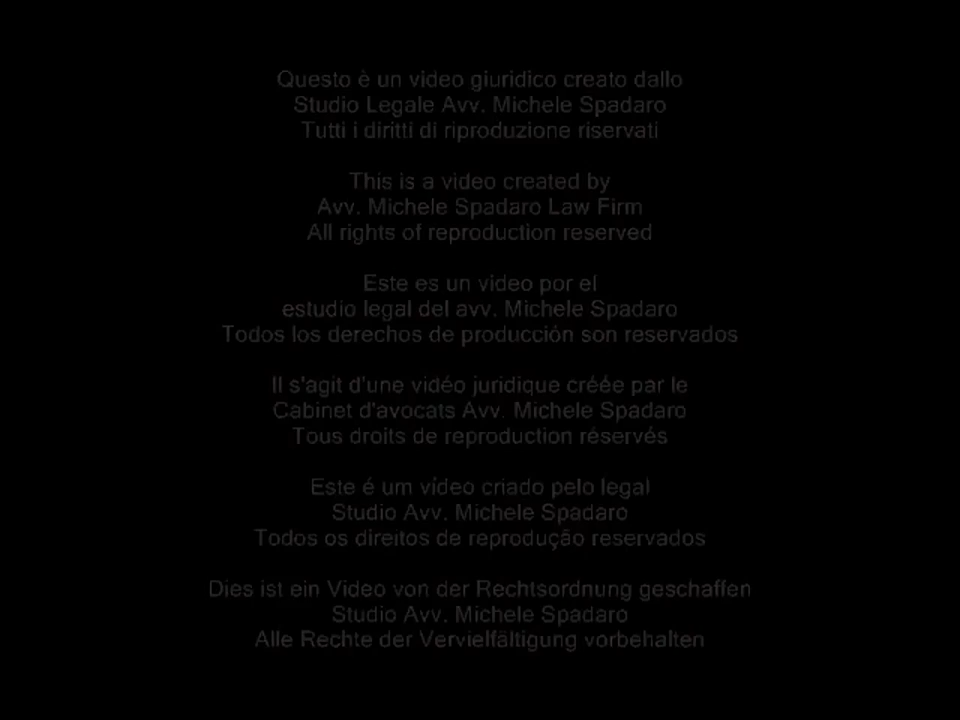 Questo è un video giuridico creato dallo
Studio Legale Avv. Michele Spadaro
Tutti i diritti di riproduzione riservati
This is a video created by
Avv. Michele Spadaro Law Firm
All rights of reproduction reserved
Este es un video por el
estudio legal del avv. Michele Spadaro
Todos los derechos de producción son reservados
Il s'agit d'une vidéo juridique créée par le
Cabinet d'avocats Avv. Michele Spadaro
Tous droits de reproduction réservés
Este é um vídeo criado pelo legal
Studio Avv. Michele Spadaro
Todos os direitos de reprodução reservados
Dies ist ein Video von der Rechtsordnung geschaffen
Studio Avv. Michele Spadaro
Alle Rechte der Vervielfältigung vorbehalten